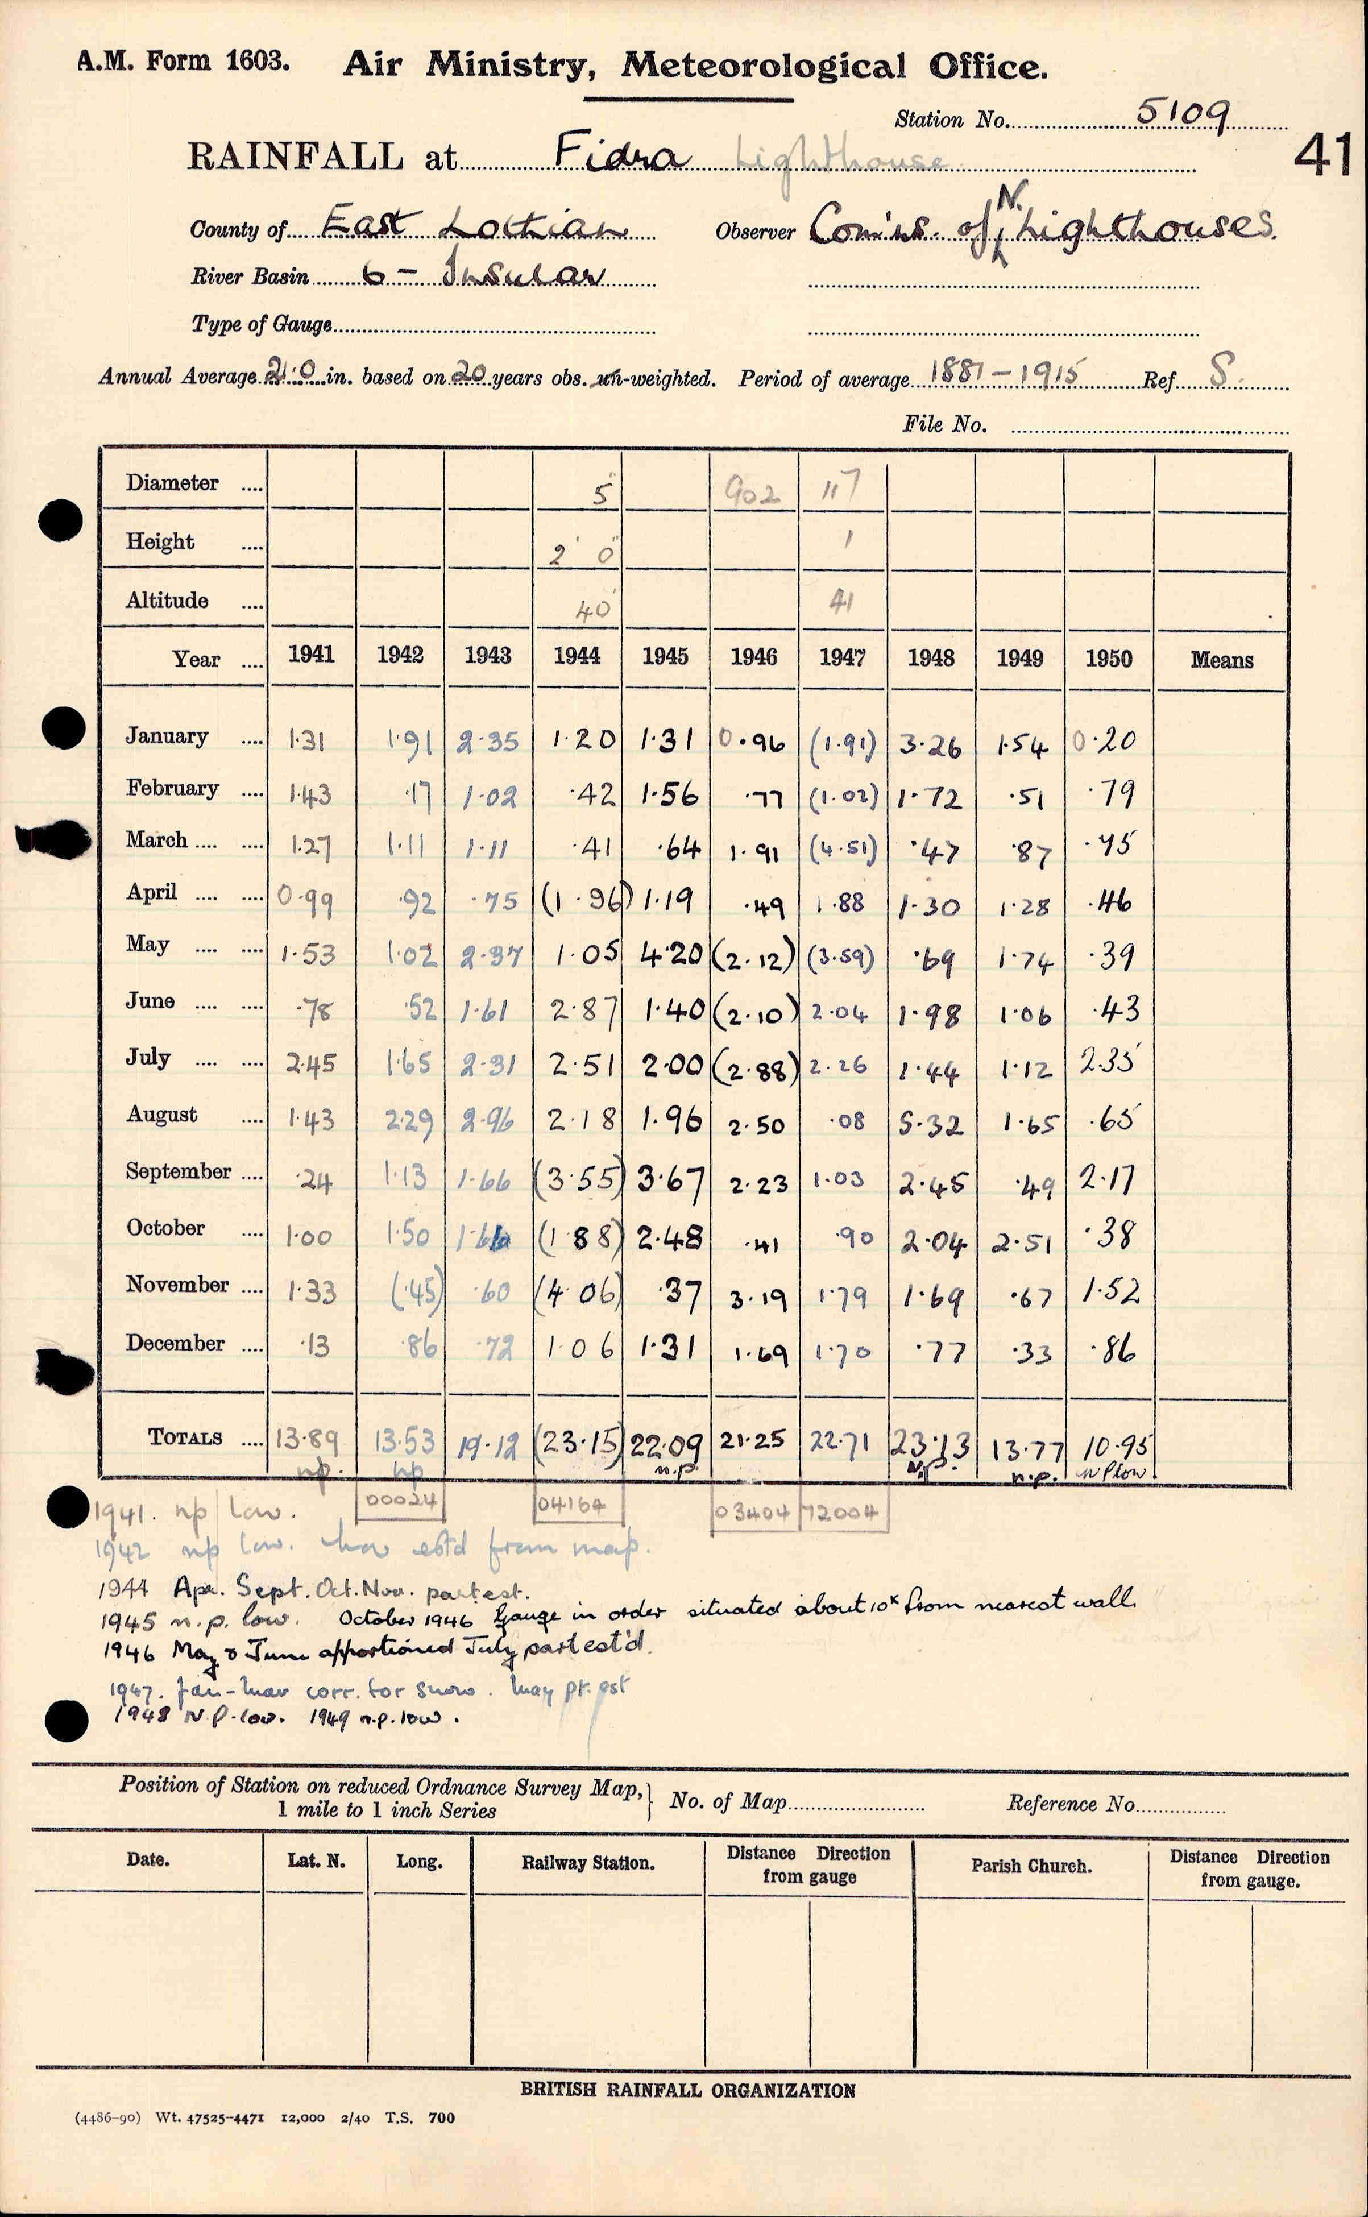 A.M. Form 1603. Air Ministry, Meteorological Office.
Station No. 5109
41
RAINFALL at Fidra Lighthouse
County of East Lothian Observer Com'ns. of N. Lighthouses.
River Basin 6 - Insular
Type of Gauge
Annual Average 21.0 in. based on 20 years obs. un-weighted. Period of average 1881-1915 Ref. S.
File No.
Diameter .... 5" 902 117
Height .... 2' 0" 1
Altitude .... 40' 41
Year .... 1941 1942 1943 1944 1945 1946 1947 1948 1949 1950 Means
January .... 1.31 1.91 2.35 1.20 1.31 0.96 (1.91) 3.26 1.54 0.20
February .... 1.43 .17 1.02 .42 1.56 .77 (1.02) 1.72 .51 .79
March .... .... 1.27 1.11 1.11 .41 .64 1.91 (4.51) .47 .87 .75
April .... .... 0.99 .92 .75 (1.96) 1.19 .49 1.88 1.30 1.28 .46
May .... .... 1.53 1.02 2.37 1.05 4.20 (2.12) (3.59) .69 1.74 .39
June .... .... .78 .52 1.61 2.87 1.40 (2.10) 2.04 1.98 1.06 .43
July .... .... 2.45 1.65 2.31 2.51 2.00 (2.88) 2.26 1.44 1.12 2.35
August .... 1.43 2.29 2.96 2.18 1.96 2.50 .08 5.32 1.65 .65
September .... .24 1.13 1.66 (3.55) 3.67 2.23 1.03 2.45 .49 2.17
October .... 1.00 1.50 1.66 (1.88) 2.48 .41 .90 2.04 2.51 .38
November .... 1.33 (.45) .60 (4.06) .37 3.19 1.79 1.69 .67 1.52
December .... .13 .86 .72 1.06 1.31 1.69 1.70 .77 .33 .86
TOTALS .... 13.89 13.53 19.12 (23.15) 22.09 21.25 22.71 23.13 13.77 10.95
np. np n.p. N.p. n.p. n P low
00024 04164 03404 72004
1941. np low.
1942 np low. Nov estd from map.
1944 Apr. Sept. Oct. Nov. part est.
1945 n.p. low. October 1946 Gauge in order situated about 10x from nearest wall.
1946 May & June apportioned July part est'd.
1947. Jan-Mar corr. for snow. May pt. est
1948 N.P. low. 1949 n.p. low.
Position of Station on reduced Ordnance Survey Map, 1 mile to 1 inch Series No. of Map Reference No.
Date. Lat. N. Long. Railway Station. Distance Direction from gauge Parish Church. Distance Direction from gauge.
BRITISH RAINFALL ORGANIZATION
(4486-90) Wt. 47525-4471 12,000 2/40 T.S. 700